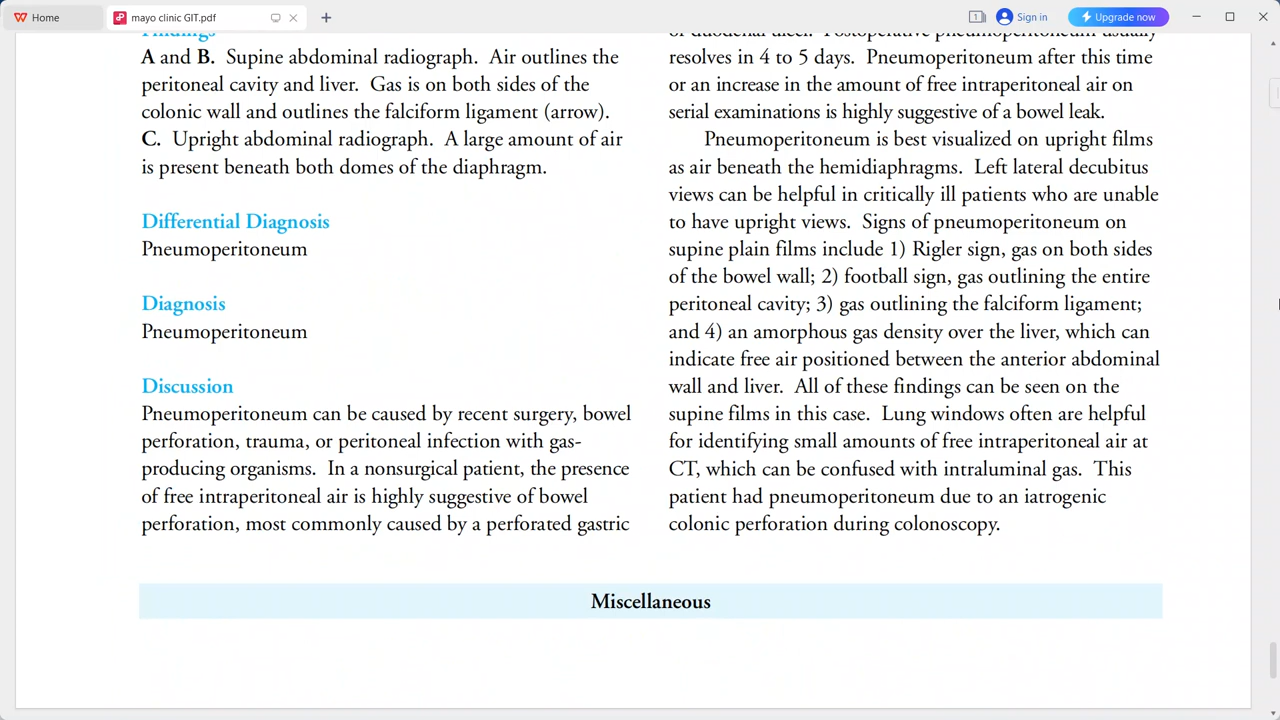 Home
mayo clinic GIT.pdf
Sign in
Upgrade now
Findings
A and B. Supine abdominal radiograph. Air outlines the
peritoneal cavity and liver. Gas is on both sides of the
colonic wall and outlines the falciform ligament (arrow).
C. Upright abdominal radiograph. A large amount of air
is present beneath both domes of the diaphragm.
Differential Diagnosis
Pneumoperitoneum
Diagnosis
Pneumoperitoneum
Discussion
Pneumoperitoneum can be caused by recent surgery, bowel
perforation, trauma, or peritoneal infection with gas-
producing organisms. In a nonsurgical patient, the presence
of free intraperitoneal air is highly suggestive of bowel
perforation, most commonly caused by a perforated gastric
or duodenal ulcer. Postoperative pneumoperitoneum usually
resolves in 4 to 5 days. Pneumoperitoneum after this time
or an increase in the amount of free intraperitoneal air on
serial examinations is highly suggestive of a bowel leak.
Pneumoperitoneum is best visualized on upright films
as air beneath the hemidiaphragms. Left lateral decubitus
views can be helpful in critically ill patients who are unable
to have upright views. Signs of pneumoperitoneum on
supine plain films include 1) Rigler sign, gas on both sides
of the bowel wall; 2) football sign, gas outlining the entire
peritoneal cavity; 3) gas outlining the falciform ligament;
and 4) an amorphous gas density over the liver, which can
indicate free air positioned between the anterior abdominal
wall and liver. All of these findings can be seen on the
supine films in this case. Lung windows often are helpful
for identifying small amounts of free intraperitoneal air at
CT, which can be confused with intraluminal gas. This
patient had pneumoperitoneum due to an iatrogenic
colonic perforation during colonoscopy.
Miscellaneous